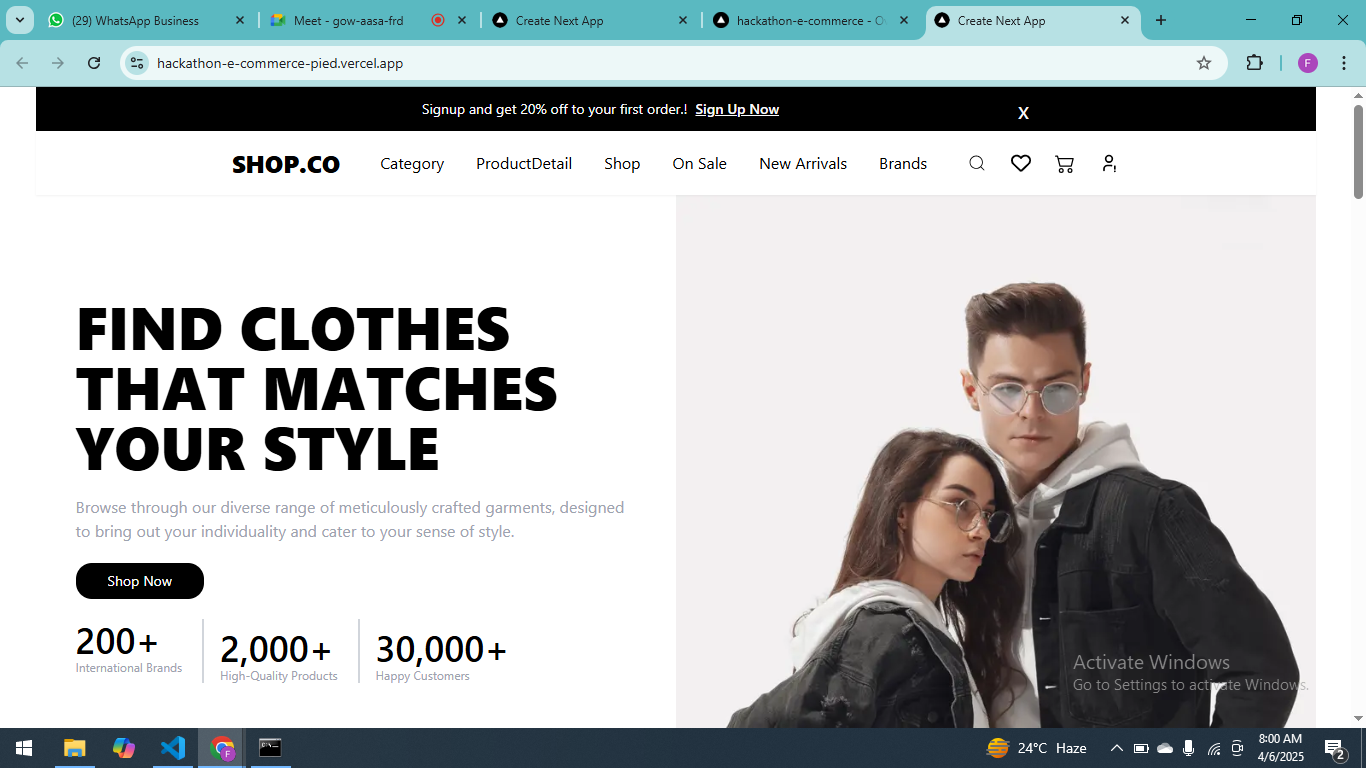 (29) WhatsApp Business
Meet - gow-aasa-frd
Create Next App
hackathon-e-commerce - O
Create Next App
hackathon-e-commerce-pied.vercel.app
F
Signup and get 20% off to your first order.! Sign Up Now
X
SHOP.CO
Category
ProductDetail
Shop
On Sale
New Arrivals
Brands
FIND CLOTHES
THAT MATCHES
YOUR STYLE
Browse through our diverse range of meticulously crafted garments, designed
to bring out your individuality and cater to your sense of style.
Shop Now
200+
International Brands
2,000+
High-Quality Products
30,000+
Happy Customers
Activate Windows
Go to Settings to activate Windows.
F
24°C Haze
8:00 AM
4/6/2025
2